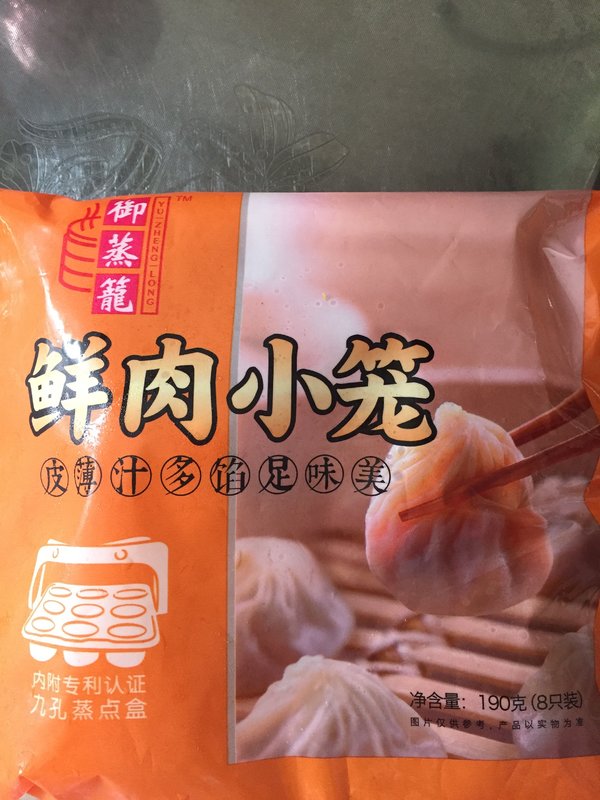 御蒸籠
YU ZHENG LONG
TM
鲜肉小笼
皮薄汁多馅足味美
内附专利认证
九孔蒸点盒
净含量：190克(8只装)
图片仅供参考，产品以实物为准